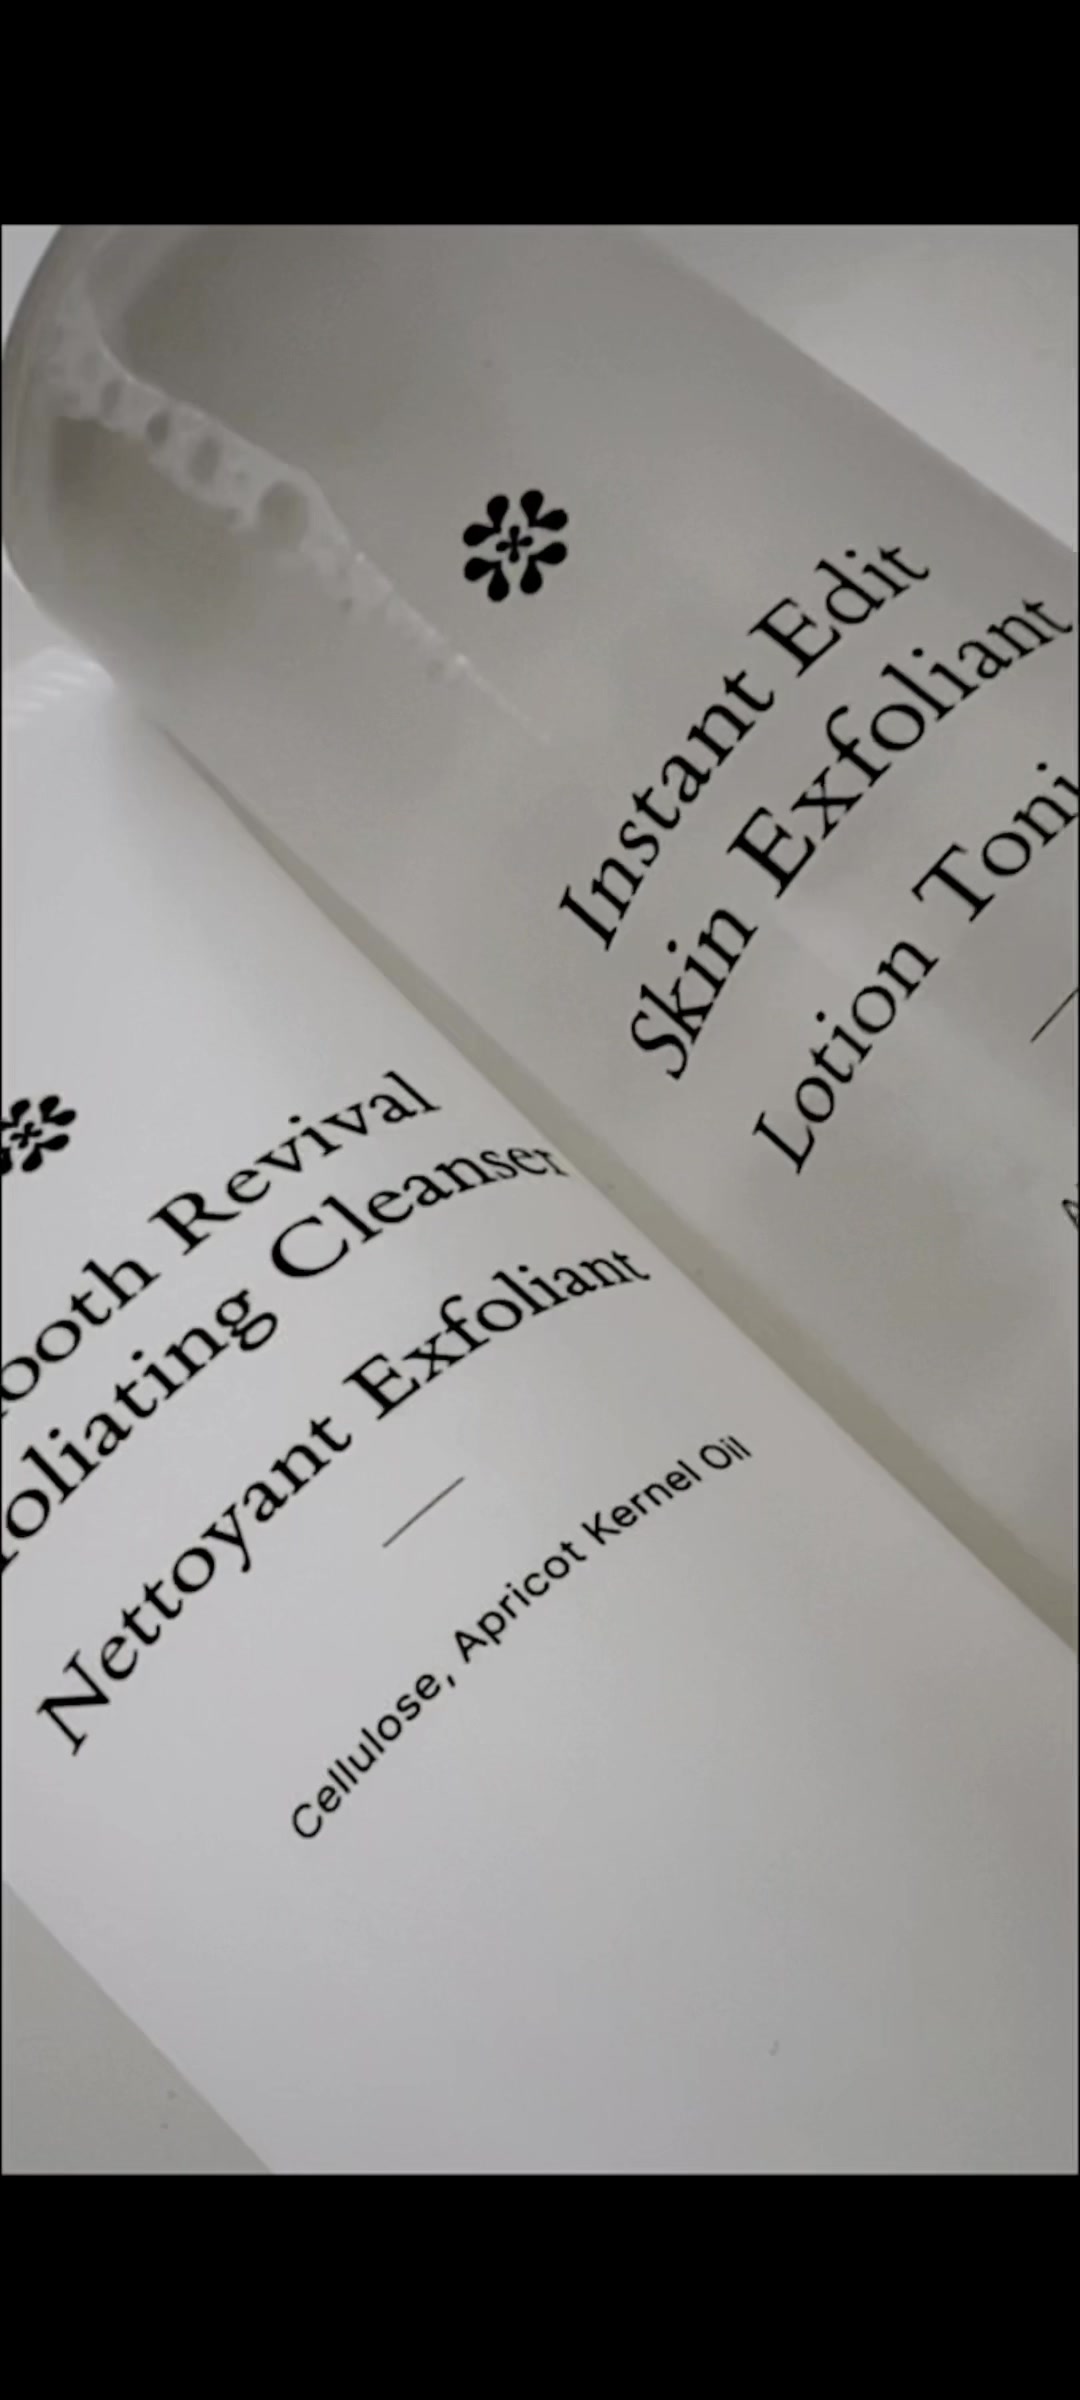 Instant Edit
Skin Exfoliant
Lotion Toni
ooth Revival
oliating Cleanser
Nettoyant Exfoliant
Cellulose, Apricot Kernel Oil